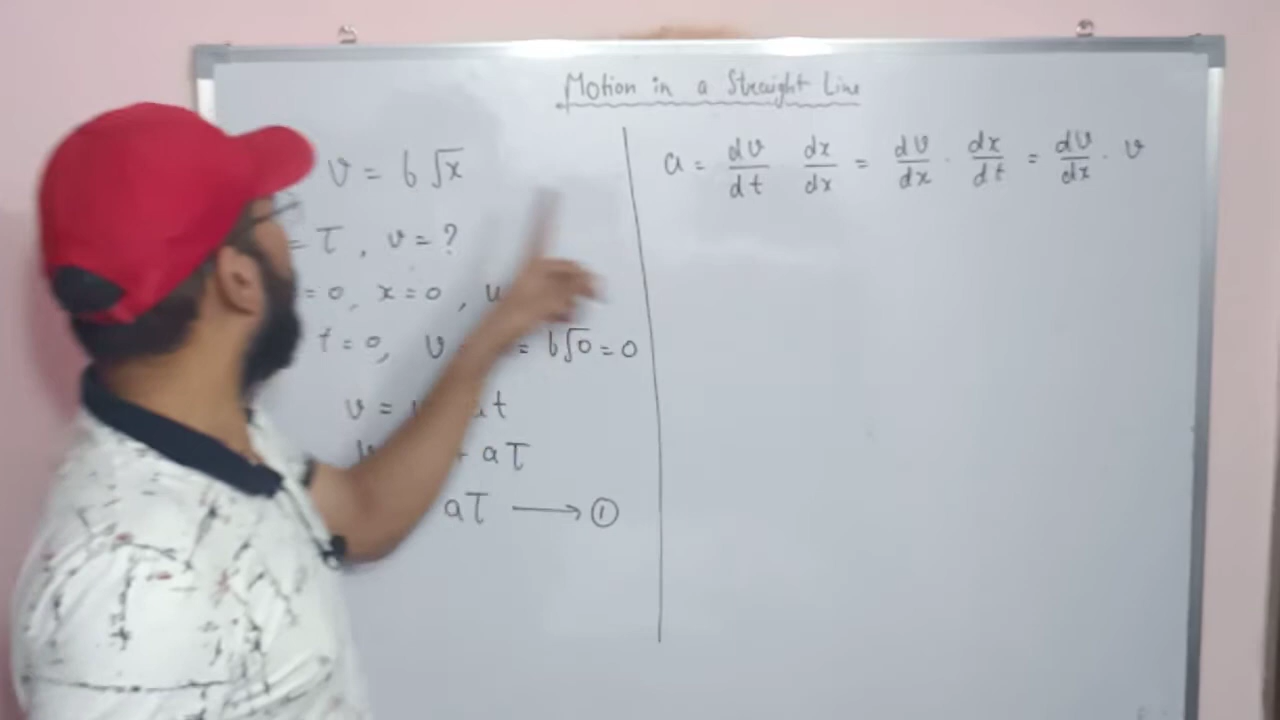 Motion in a Straight Line
v = b √x
= τ , v = ?
= 0, x = 0 , u
t = 0, v = b√0 = 0
v = at
+ aτ
aτ ⟶ ①
a = dv/dt dx/dx = dv/dx · dx/dt = dv/dx · v